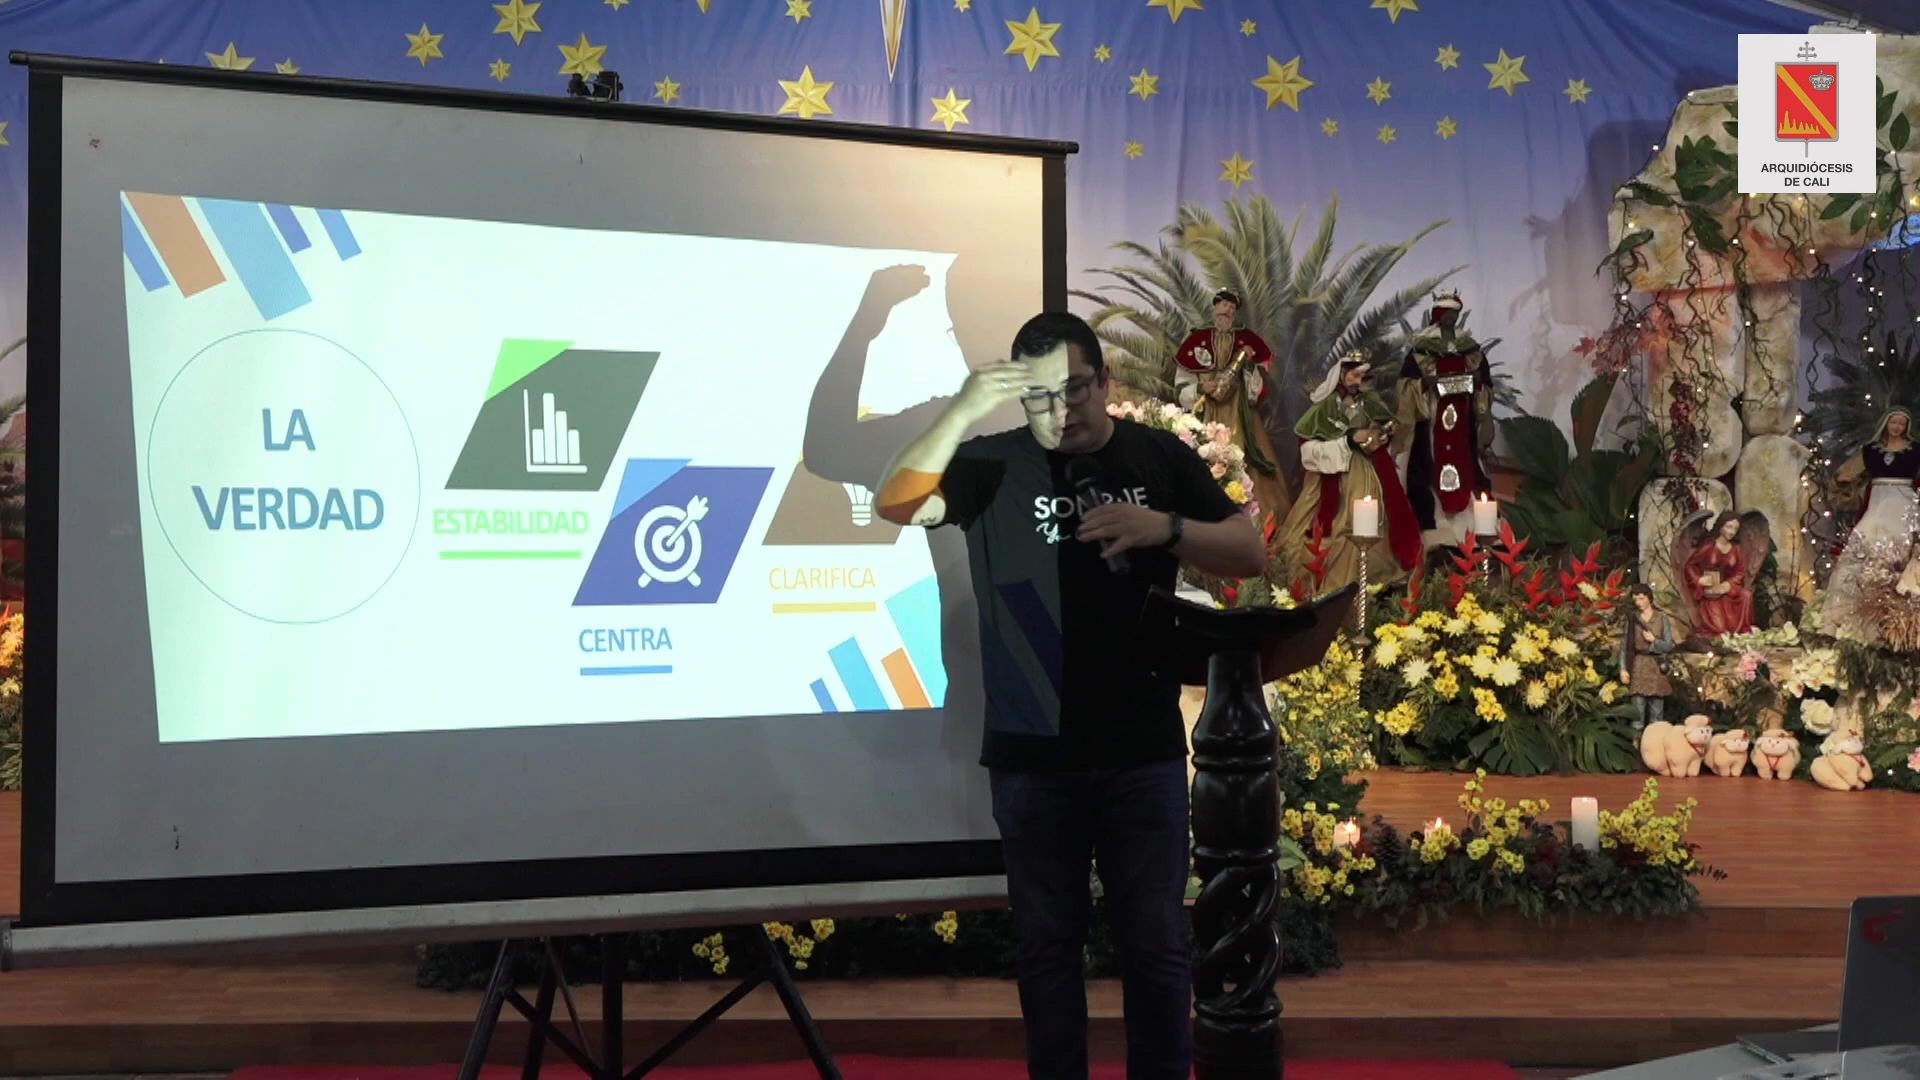 ARQUIDIÓCESIS
DE CALI
LA
VERDAD
ESTABILIDAD
CENTRA
CLARIFICA